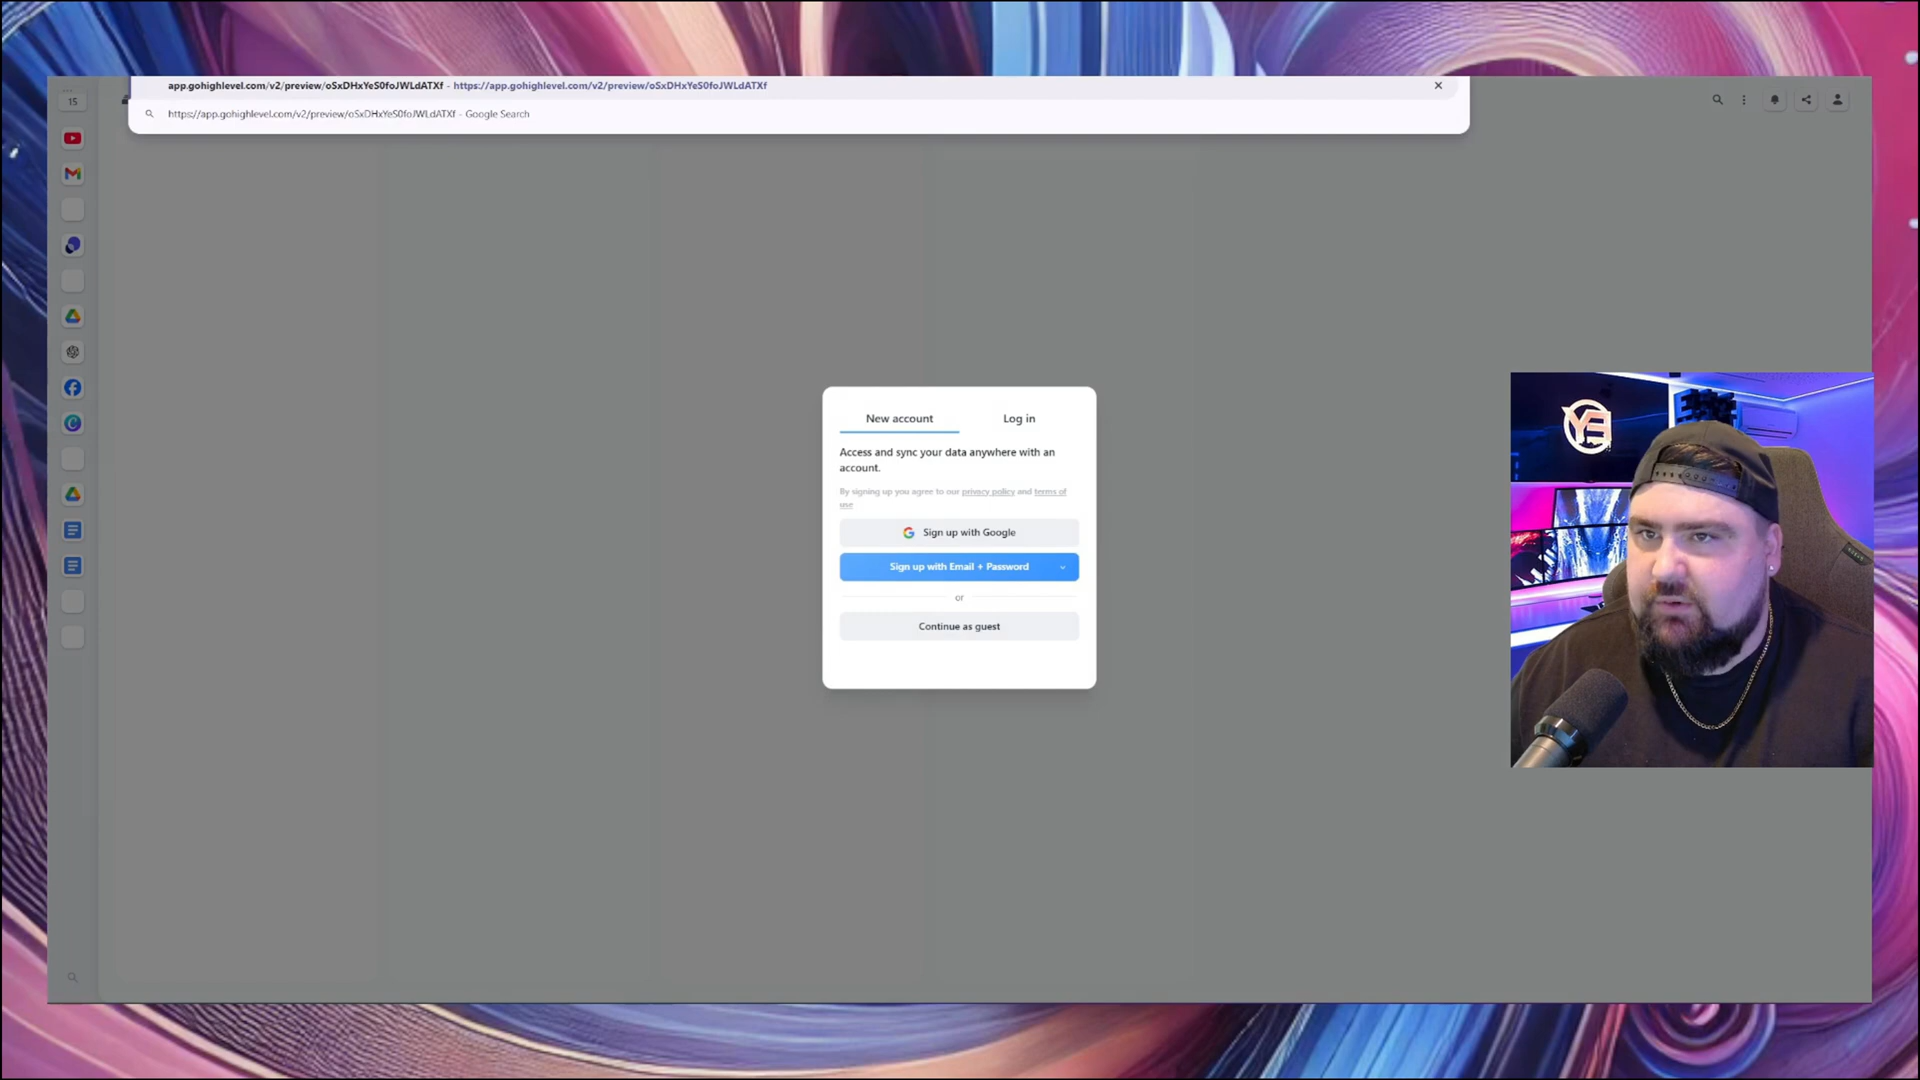 app.gohighlevel.com/v2/preview/oSxDHxYeS0foJWLdATXf - https://app.gohighlevel.com/v2/preview/oSxDHxYeS0foJWLdATXf
https://app.gohighlevel.com/v2/preview/oSxDHxYeS0foJWLdATXf - Google Search
15
New account
Log in
Access and sync your data anywhere with an
account.
By signing up you agree to our privacy policy and terms of
use
Sign up with Google
Sign up with Email + Password
or
Continue as guest